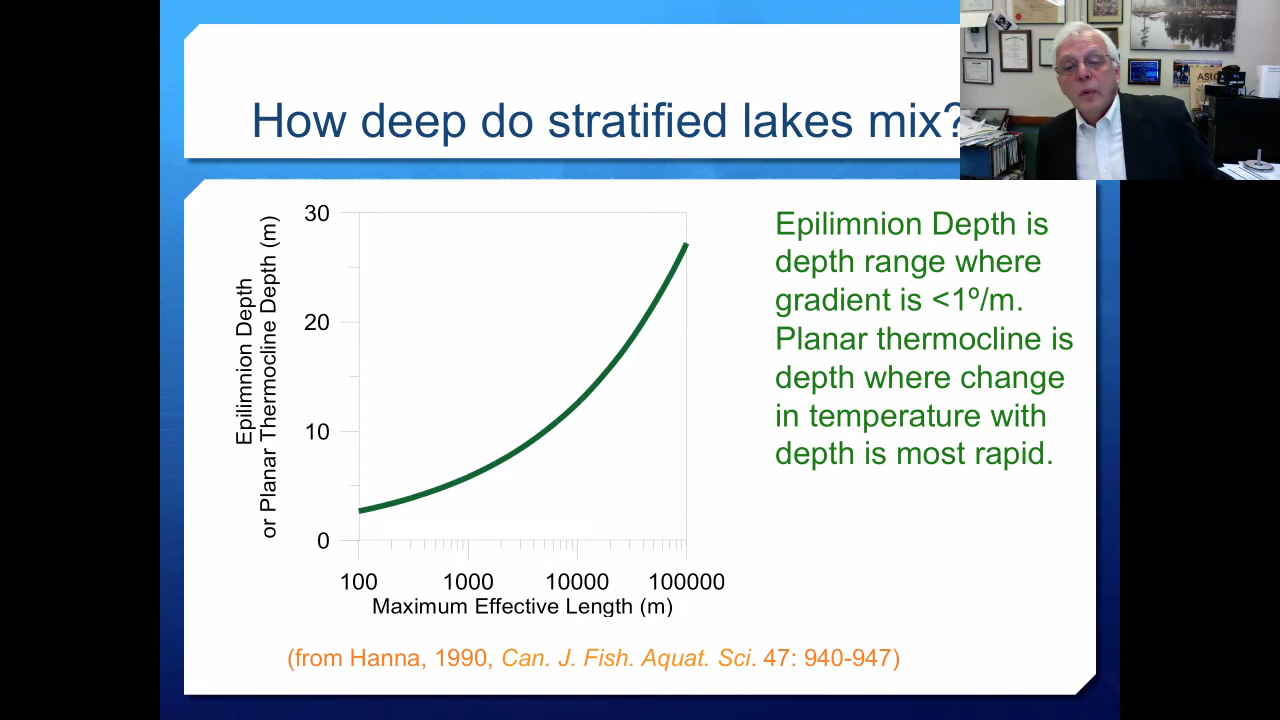 How deep do stratified lakes mix?
Epilimnion Depth
or Planar Thermocline Depth (m)
30
20
10
0
100 1000 10000 100000
Maximum Effective Length (m)
Epilimnion Depth is
depth range where
gradient is <1º/m.
Planar thermocline is
depth where change
in temperature with
depth is most rapid.
(from Hanna, 1990, Can. J. Fish. Aquat. Sci. 47: 940-947)